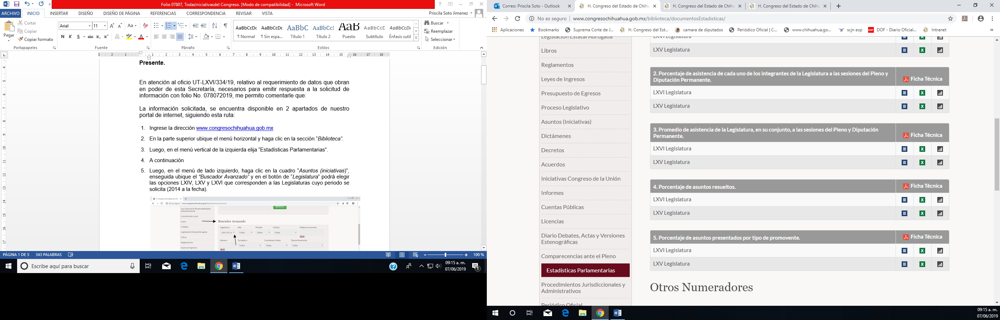 Folio 07807, TodasIniciativasdel Congreso. [Modo de compatibilidad] - Microsoft Word
ARCHIVO INICIO INSERTAR DISEÑO DISEÑO DE PÁGINA REFERENCIAS CORRESPONDENCIA REVISAR VISTA
Priscila Soto Jimenez
Pegar
Cortar
Copiar
Copiar formato
Portapapeles
Arial 11
Aa
N K S abc x₂ x²
Fuente
Párrafo
AaBbCcDc AaBbCcDc AaBbC AaBbCcI AaB AaBbCcD AaBbCcDt
¶ Normal ¶ Sin espa... Título 1 Título 2 Puesto Subtítulo Énfasis sutil
Estilos
Buscar
Reemplazar
Seleccionar
Edición
Presente.
En atención al oficio UT-LXVI/334/19, relativo al requerimiento de datos que obran
en poder de esta Secretaría, necesarios para emitir respuesta a la solicitud de
información con folio No. 078072019, me permito comentarle que:
La información solicitada, se encuentra disponible en 2 apartados de nuestro
portal de internet, siguiendo esta ruta:
1. Ingrese la dirección www.congresochihuahua.gob.mx
2. En la parte superior ubique el menú horizontal y haga clic en la sección “Biblioteca”.
3. Luego, en el menú vertical de la izquierda elija “Estadísticas Parlamentarias”.
4. A continuación
5. Luego, en el menú de lado izquierdo, haga clic en la cuadro “Asuntos (iniciativas)”,
enseguida ubique el “Buscador Avanzado” y en el botón de “Legislatura” podrá elegir
las opciones LXIV, LXV y LXVI que corresponden a las Legislaturas cuyo periodo se
solicita (2014 a la fecha).
H. Congreso del Estado de Chi
No es seguro | www.congresochihuahua.gob.mx/biblioteca/iniciativas/
Ley General de Resposabilidades
Administrativas
Constitución Local
Leyes
Códigos
Legislación Estatal Abrogada
Libros
Reglamentos
Leyes de Ingresos
Buscar
Buscador Avanzado
Legislatura Año Periodo Estatus Palabra en resumen
LXIV (01-o Todos Todos Todos
Número Turnadas a Comisiones Unidas Tipo de Resolución
Todos Todas Todos
PÁGINA 1 DE 5 343 PALABRAS
100 %
Escribe aquí para buscar
09:15 a. m.
07/06/2019
1
Correo: Priscila Soto - Outlook
H. Congreso del Estado de Chihu
H. Congreso del Estado de Chihu
H. Congreso del Estado de Chihu
No es seguro | www.congresochihuahua.gob.mx/biblioteca/documentosEstadisticas/
Aplicaciones Bookmarks Suprema Corte de J... H. Congreso del Est... camara de diputados Periódico Oficial | C... www.chihuahua.go... scjn exp DOF - Diario Oficial... Intranet »
Legislación Estatal Abrogada
Libros
Reglamentos
Leyes de Ingresos
Presupuesto de Egresos
Proceso Legislativo
Asuntos (Iniciativas)
Dictámenes
Decretos
Acuerdos
Iniciativas Congreso de la Unión
Informes
Cuentas Públicas
Licencias
Diario Debates, Actas y Versiones
Estenográficas
Comparecencias ante el Pleno
Estadísticas Parlamentarias
Procedimientos Jurisdiccionales y
Administrativos
Periódico Oficial
LXVI Legislatura
LXV Legislatura
2. Porcentaje de asistencia de cada uno de los integrantes de la Legislatura a las sesiones del Pleno y
Diputación Permanente.
Ficha Técnica
LXVI Legislatura
LXV Legislatura
3. Promedio de asistencia de la Legislatura, en su conjunto, a las sesiones del Pleno y Diputación
Permanente.
Ficha Técnica
LXVI Legislatura
LXV Legislatura
4. Porcentaje de asuntos resueltos.
Ficha Técnica
LXVI Legislatura
LXV Legislatura
5. Porcentaje de asuntos presentados por tipo de promovente.
Ficha Técnica
LXVI Legislatura
LXV Legislatura
Otros Numeradores
09:15 a. m.
07/06/2019